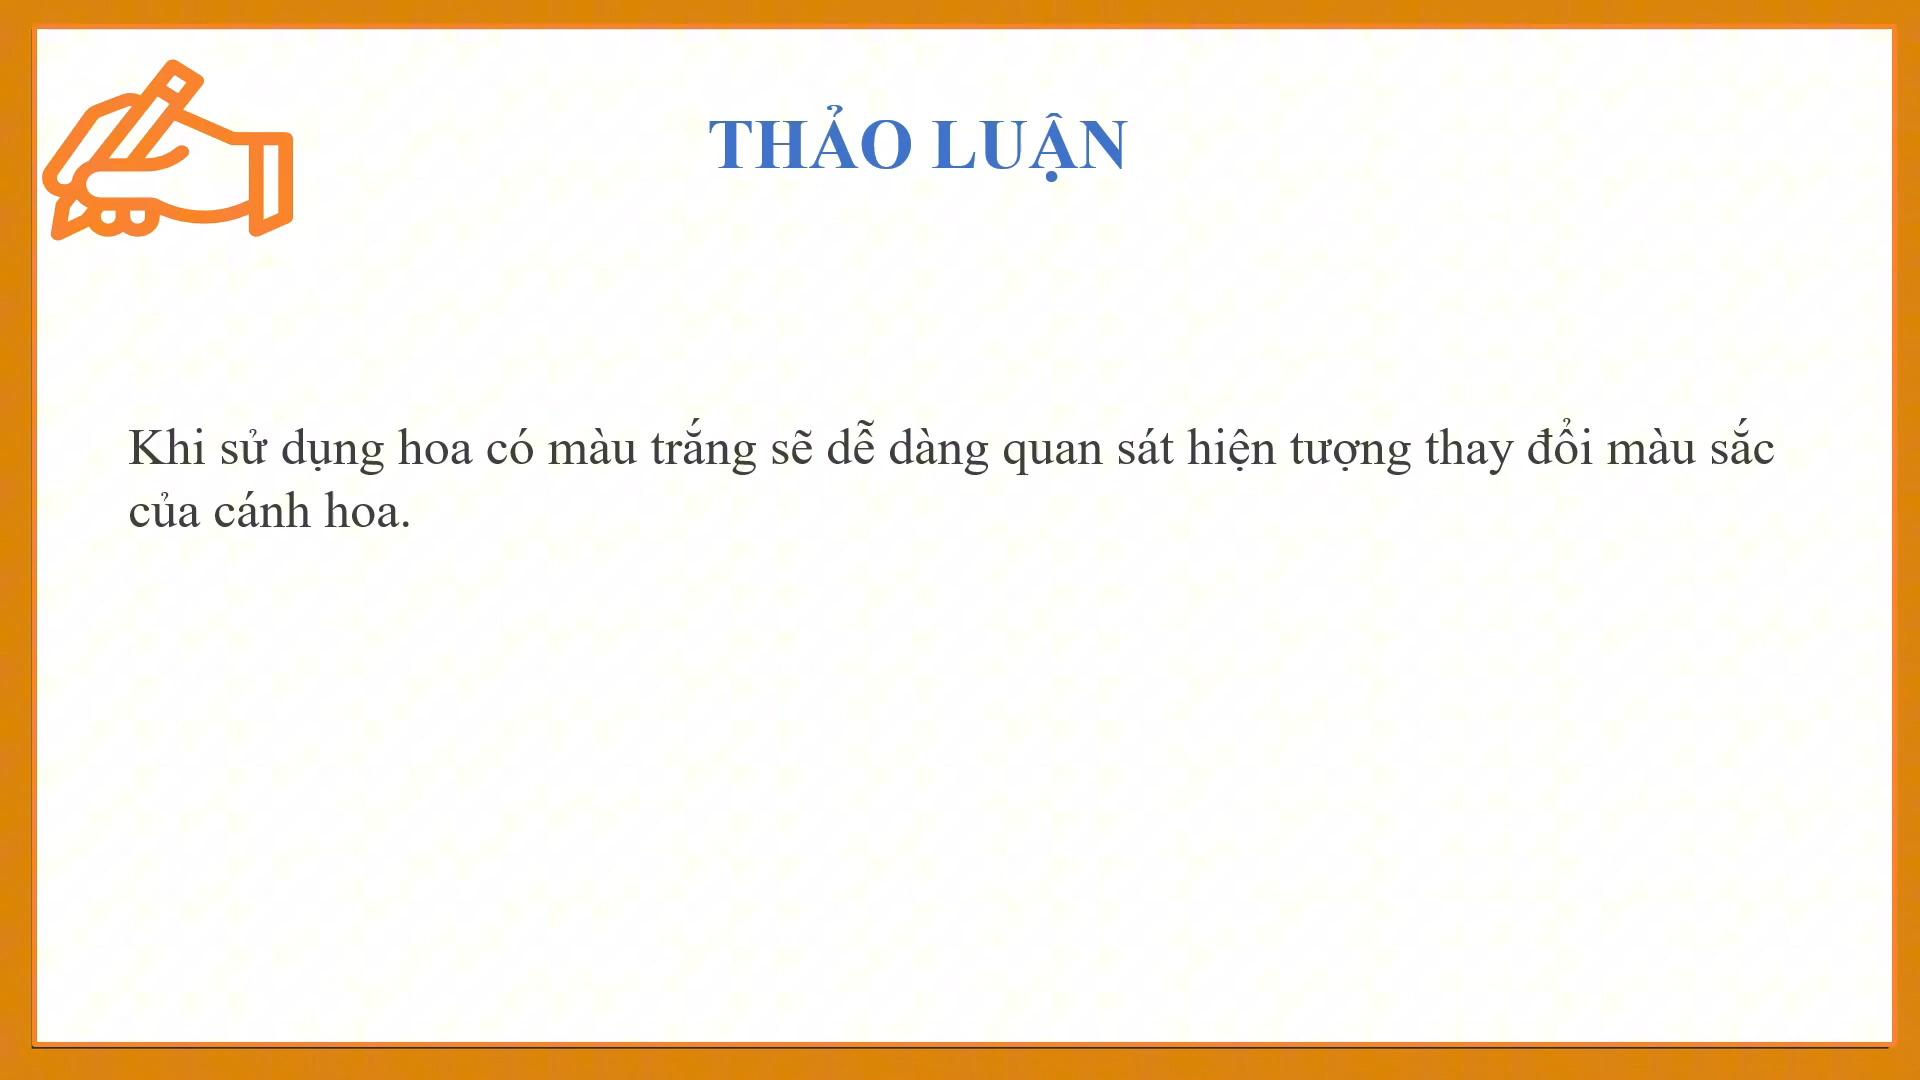 THẢO LUẬN
Khi sử dụng hoa có màu trắng sẽ dễ dàng quan sát hiện tượng thay đổi màu sắc
của cánh hoa.